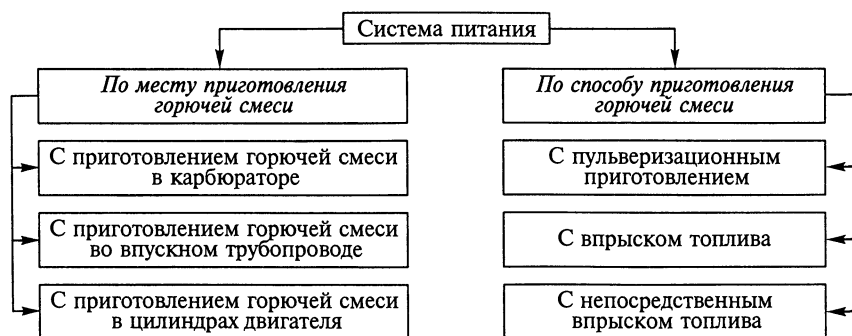 Система питания
По месту приготовления
горючей смеси
С приготовлением горючей смеси
в карбюраторе
С приготовлением горючей смеси
во впускном трубопроводе
С приготовлением горючей смеси
в цилиндрах двигателя
По способу приготовления
горючей смеси
С пульверизационным
приготовлением
С впрыском топлива
С непосредственным
впрыском топлива